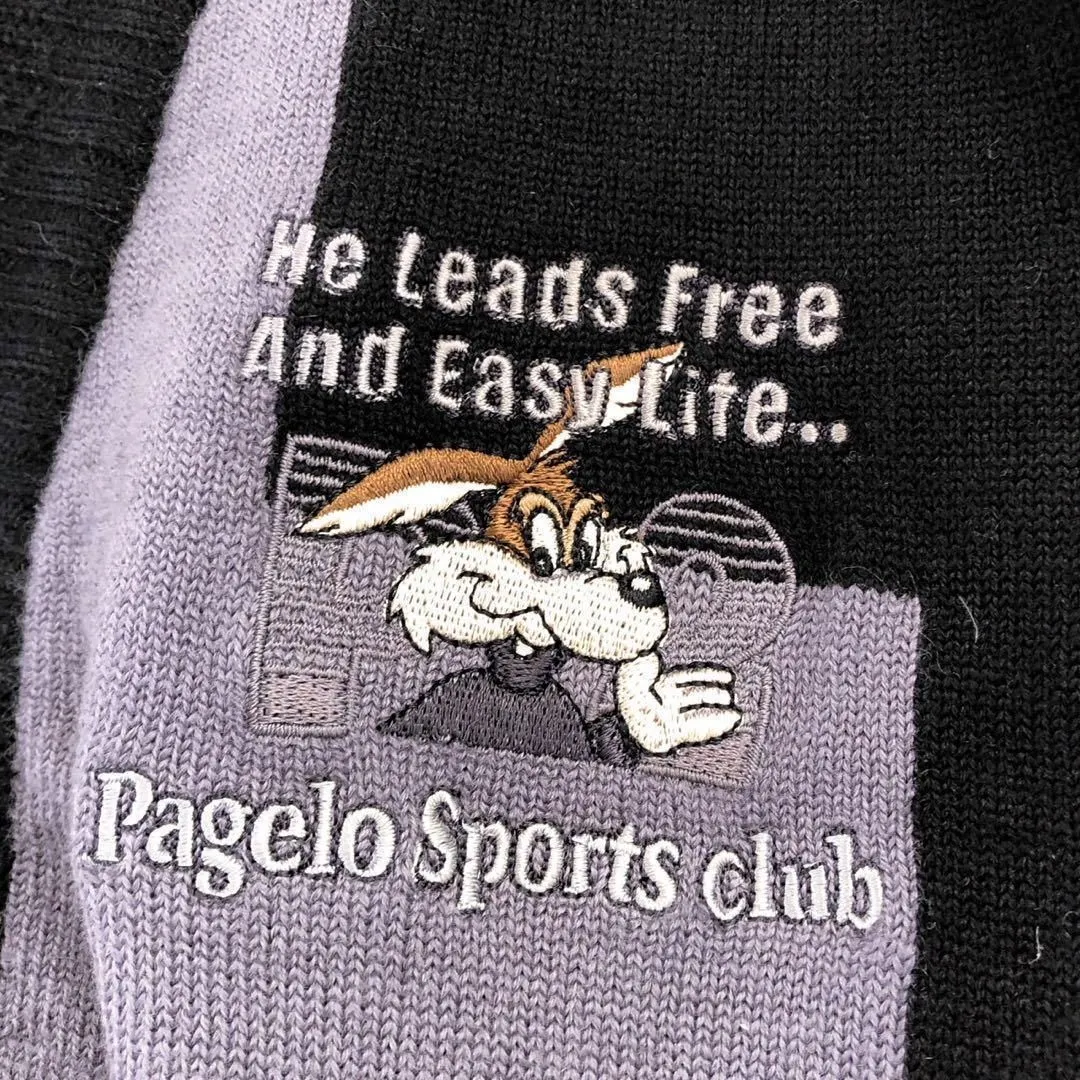 He Leads Free
And Easy Life..
Pagelo Sports club